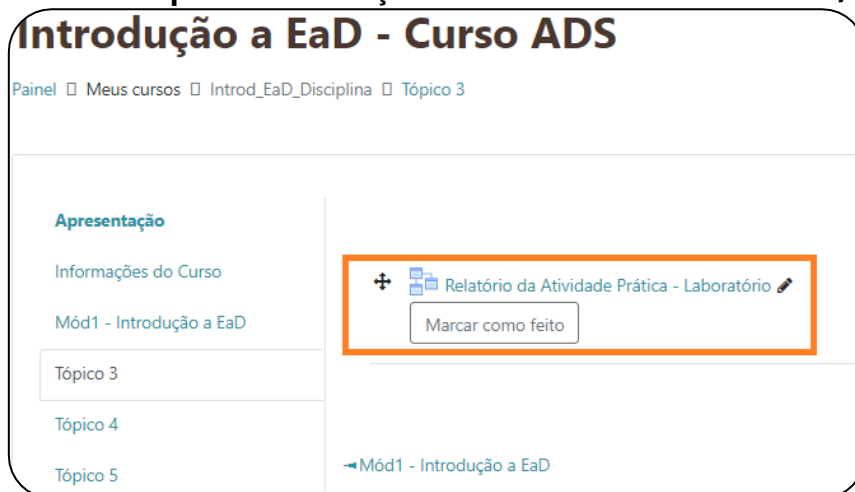 Introdução a EaD - Curso ADS
Painel Meus cursos Introd_EaD_Disciplina Tópico 3
Apresentação
Informações do Curso
Mód1 - Introdução a EaD
Tópico 3
Tópico 4
Tópico 5
Relatório da Atividade Prática - Laboratório
Marcar como feito
◄Mód1 - Introdução a EaD